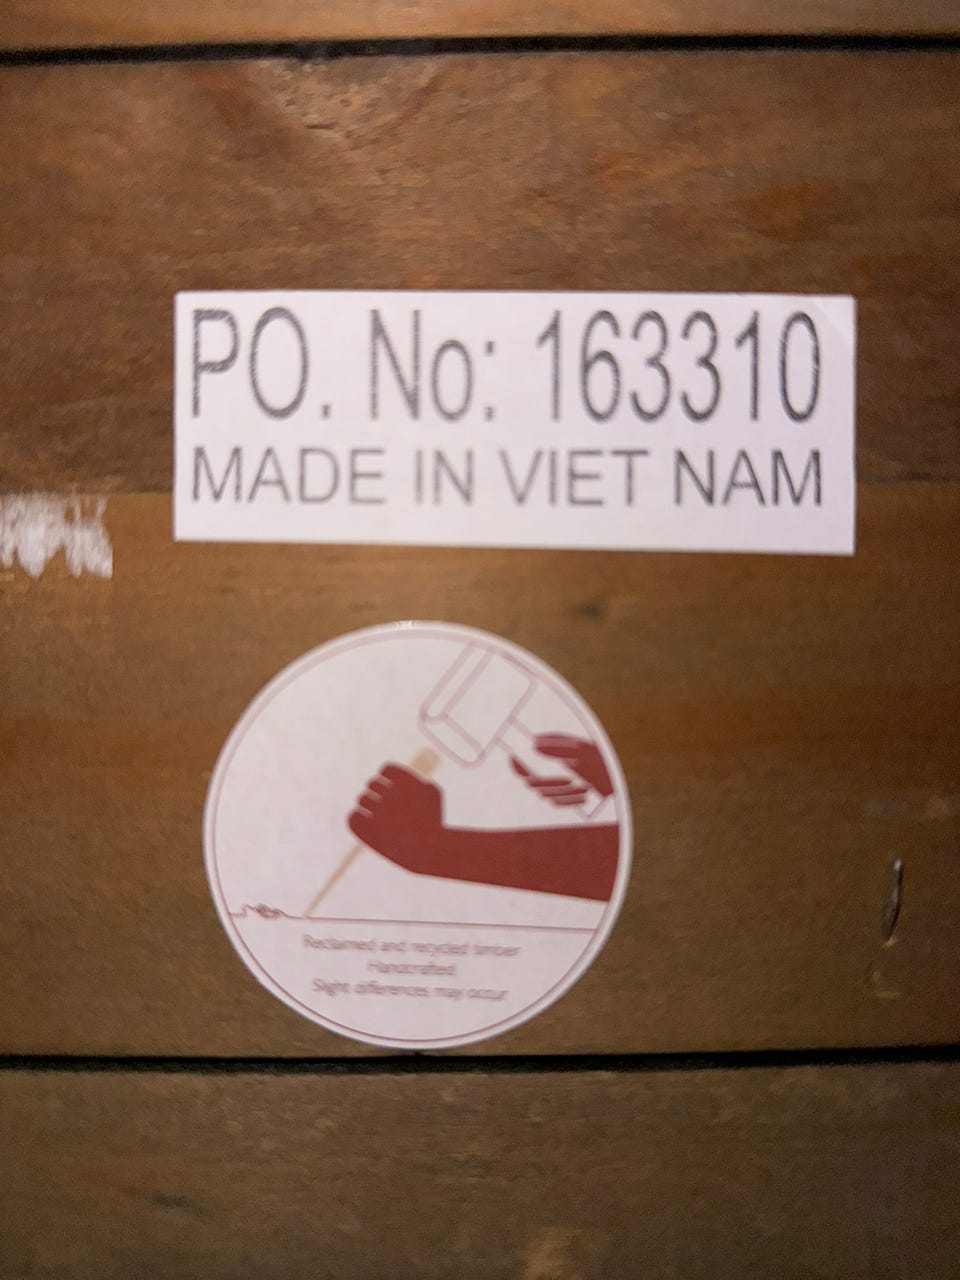 PO. No: 163310
MADE IN VIET NAM
Reclaimed and recycled timber
Handcrafted
Slight differences may occur